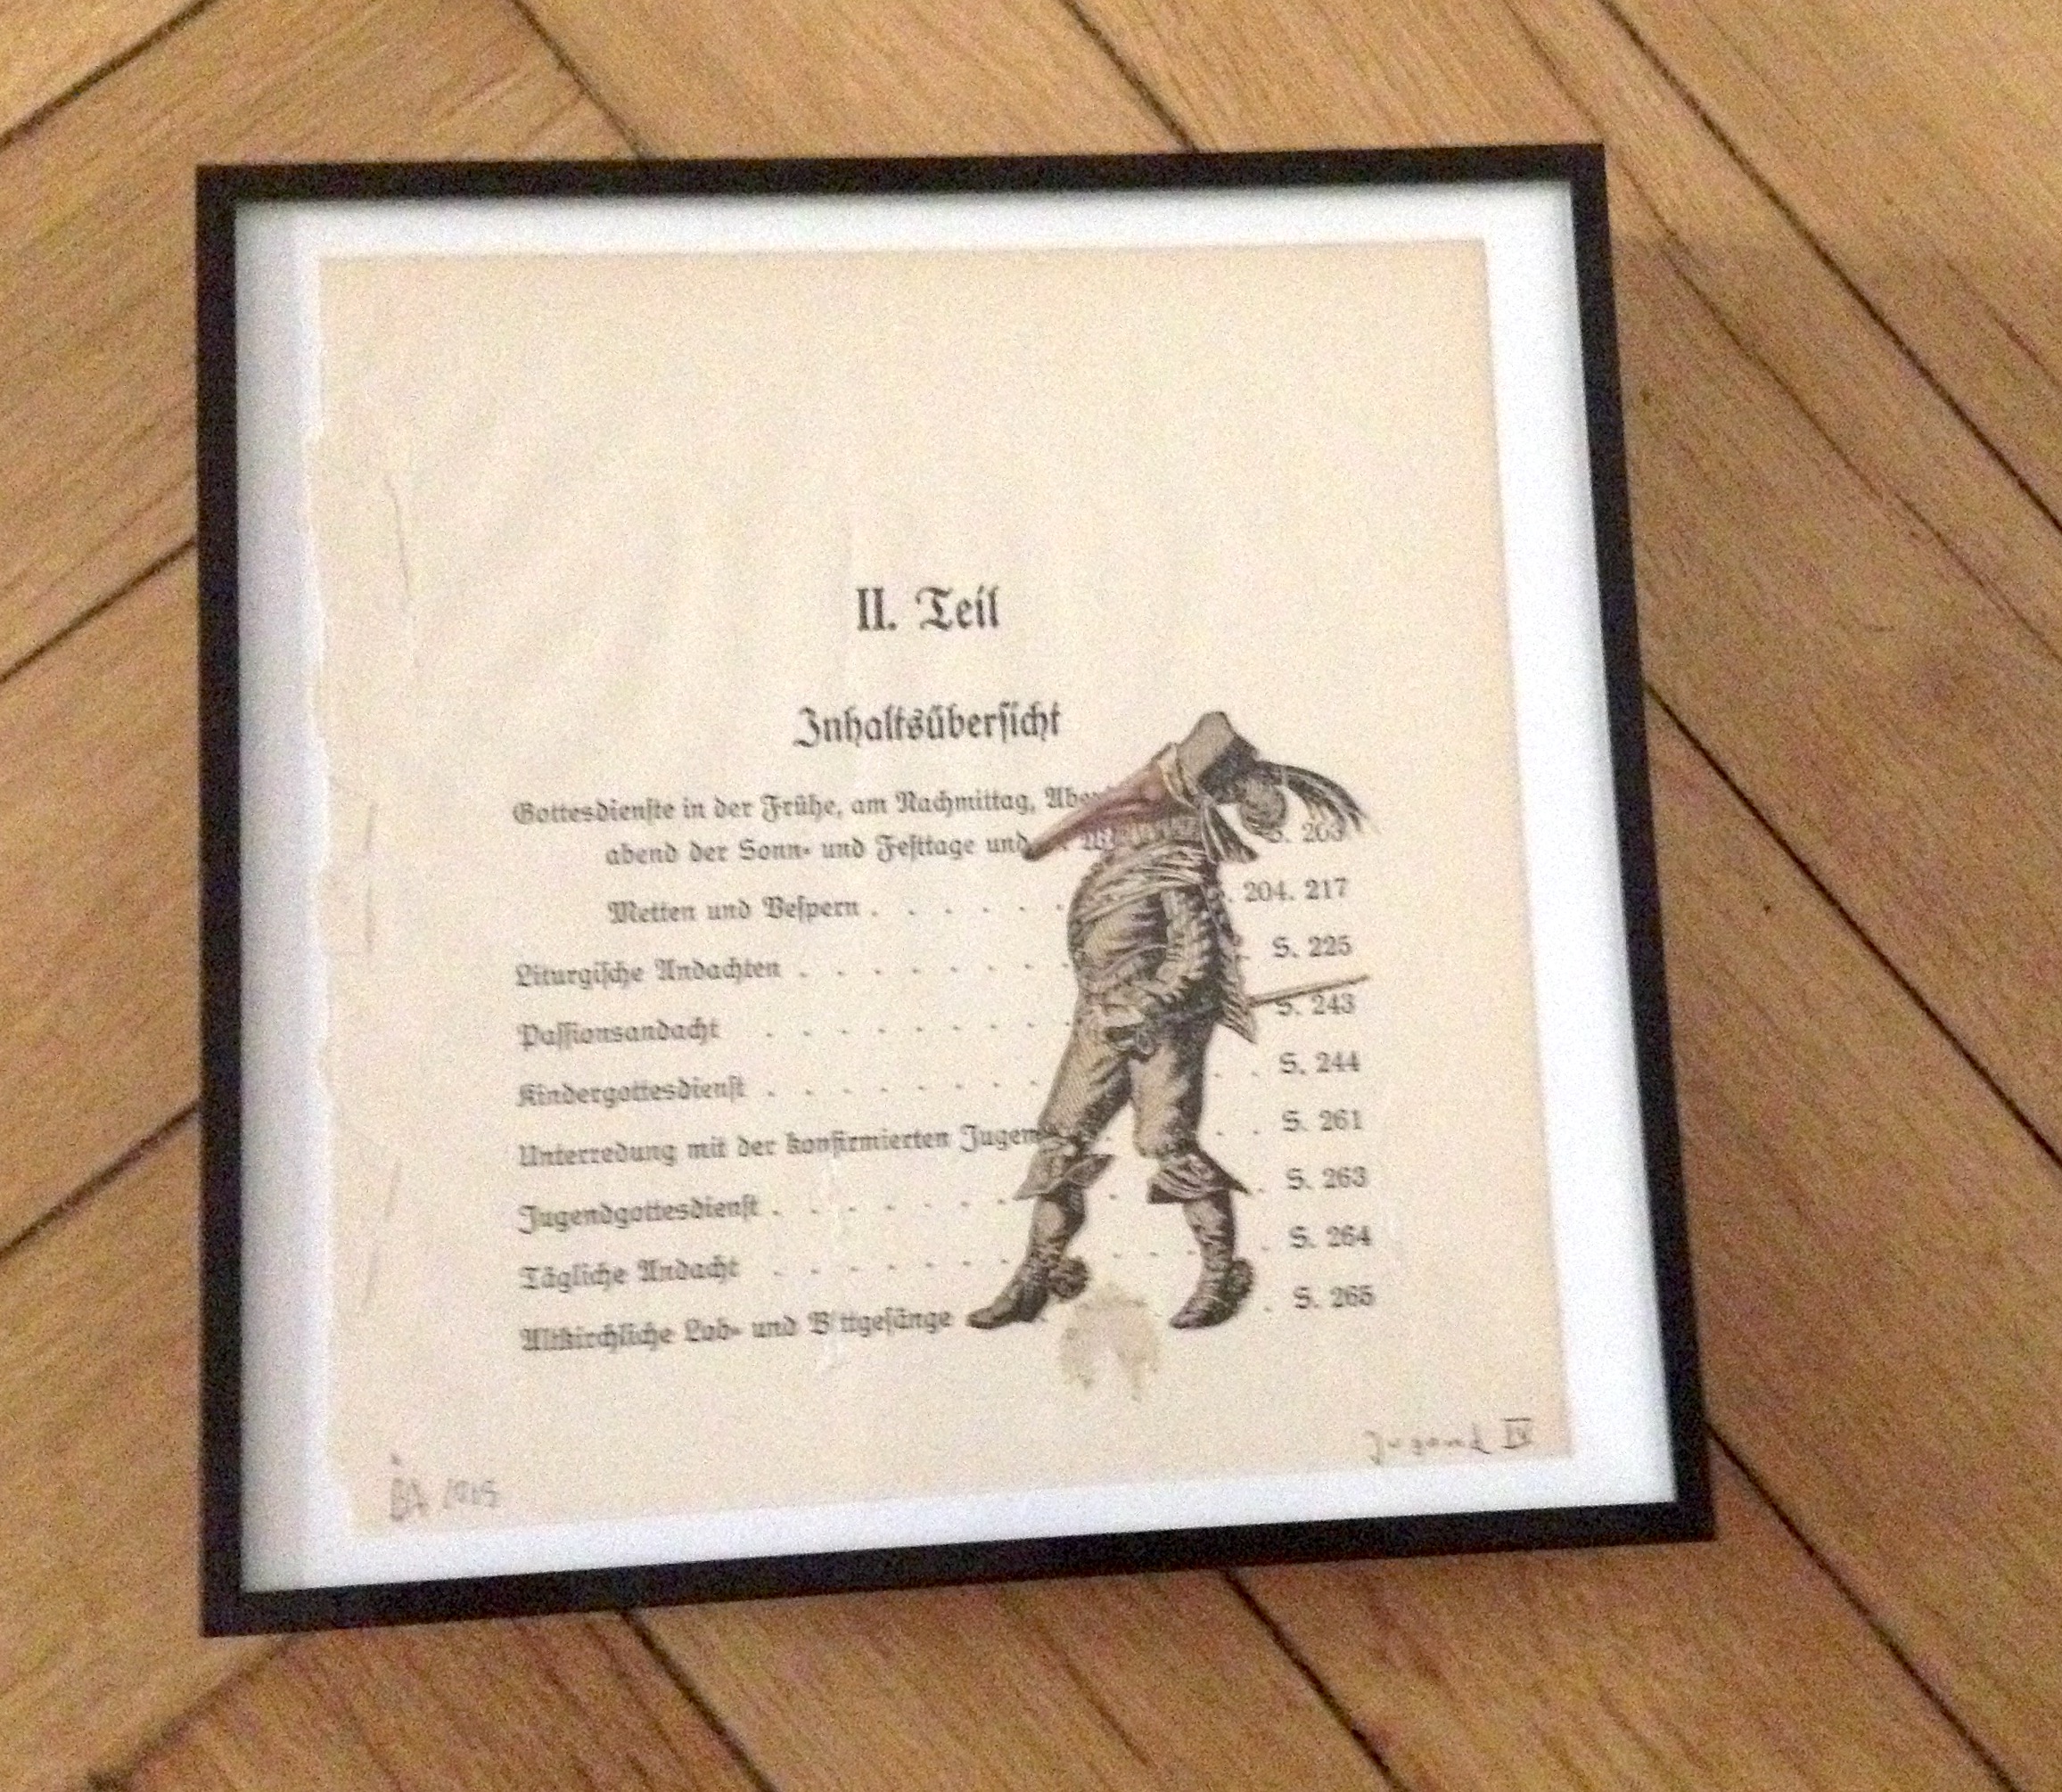 II. Teil
Inhaltsübersicht
Gottesdienste in der Frühe, am Nachmittag,
abend der Sonn- und Festtage und S. 203
Metten und Vespern . . . . . . 204. 217
Liturgische Andachten . . . . . . . . . S. 225
Passionsandacht . . . . . . . . . S. 243
Kindergottesdienst . . . . . . . . . . S. 244
Unterredung mit der konfirmierten Jugen . . . S. 261
Jugendgottesdienst . . . . . . . . . S. 263
Tägliche Andacht . . . . . . . . . . S. 264
Altkirchliche Lob- und Bittgesänge . S. 265
Jugend IV